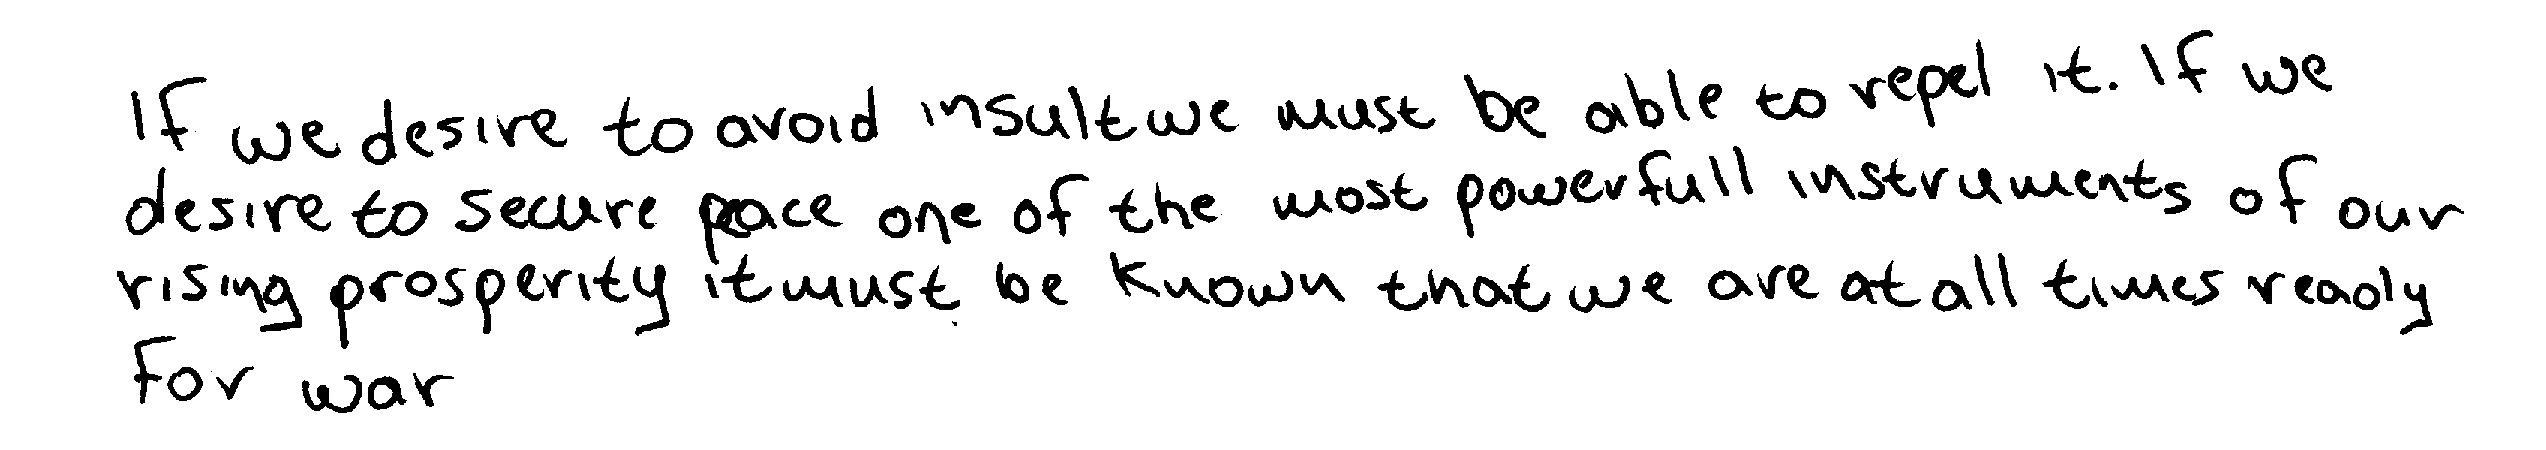 If we desire to avoid insult we must be able to repel it. If we
desire to secure peace one of the most powerfull instruments of our
rising prosperity it must be known that we are at all times ready
for war